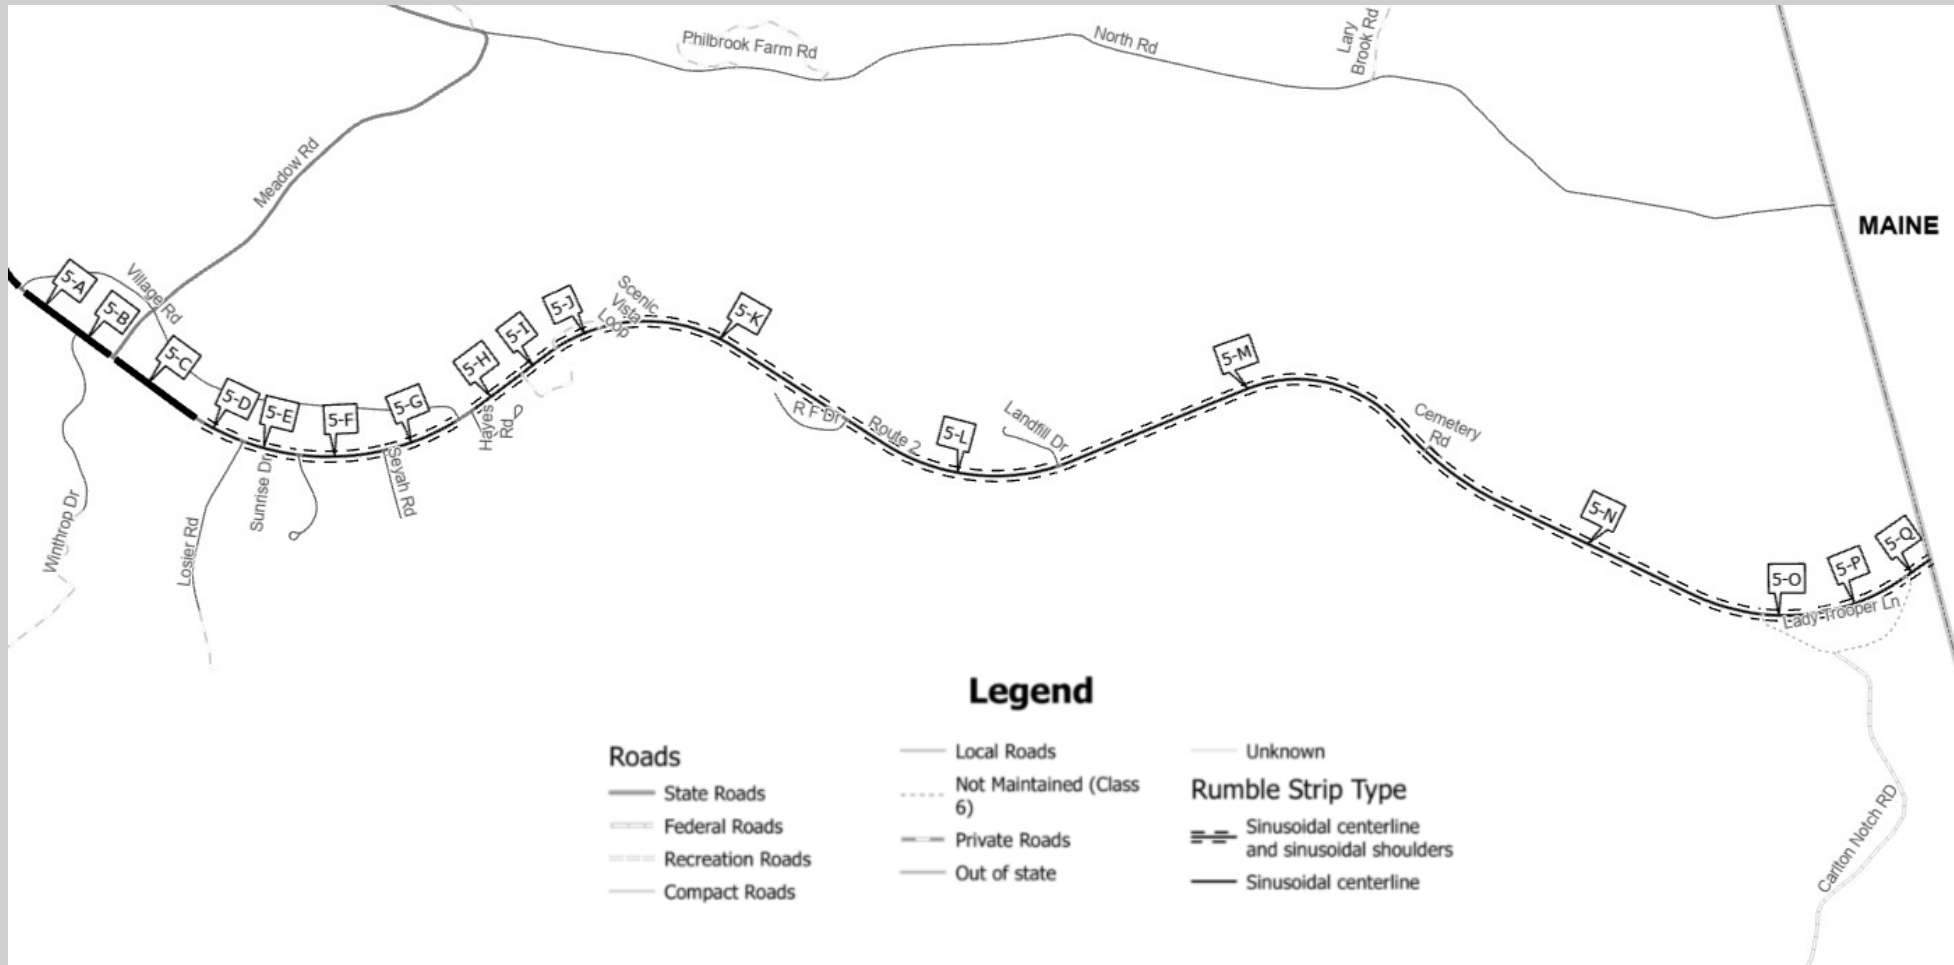 Philbrook Farm Rd
North Rd
Lary
Brook Rd
Meadow Rd
MAINE
Village Rd
5-A
5-B
5-C
5-D
5-E
5-F
5-G
5-H
5-I
5-J
Scenic
Vista
Loop
5-K
5-L
5-M
5-N
5-O
5-P
5-Q
Hayes
Rd
R F Dr
Route 2
Landfill Dr
Cemetery
Rd
Winthrop Dr
Losier Rd
Sunrise Dr
Seyah Rd
Lady Trooper Ln
Carlton Notch RD
Legend
Roads
State Roads
Federal Roads
Recreation Roads
Compact Roads
Local Roads
Not Maintained (Class
6)
Private Roads
Out of state
Unknown
Rumble Strip Type
Sinusoidal centerline
and sinusoidal shoulders
Sinusoidal centerline